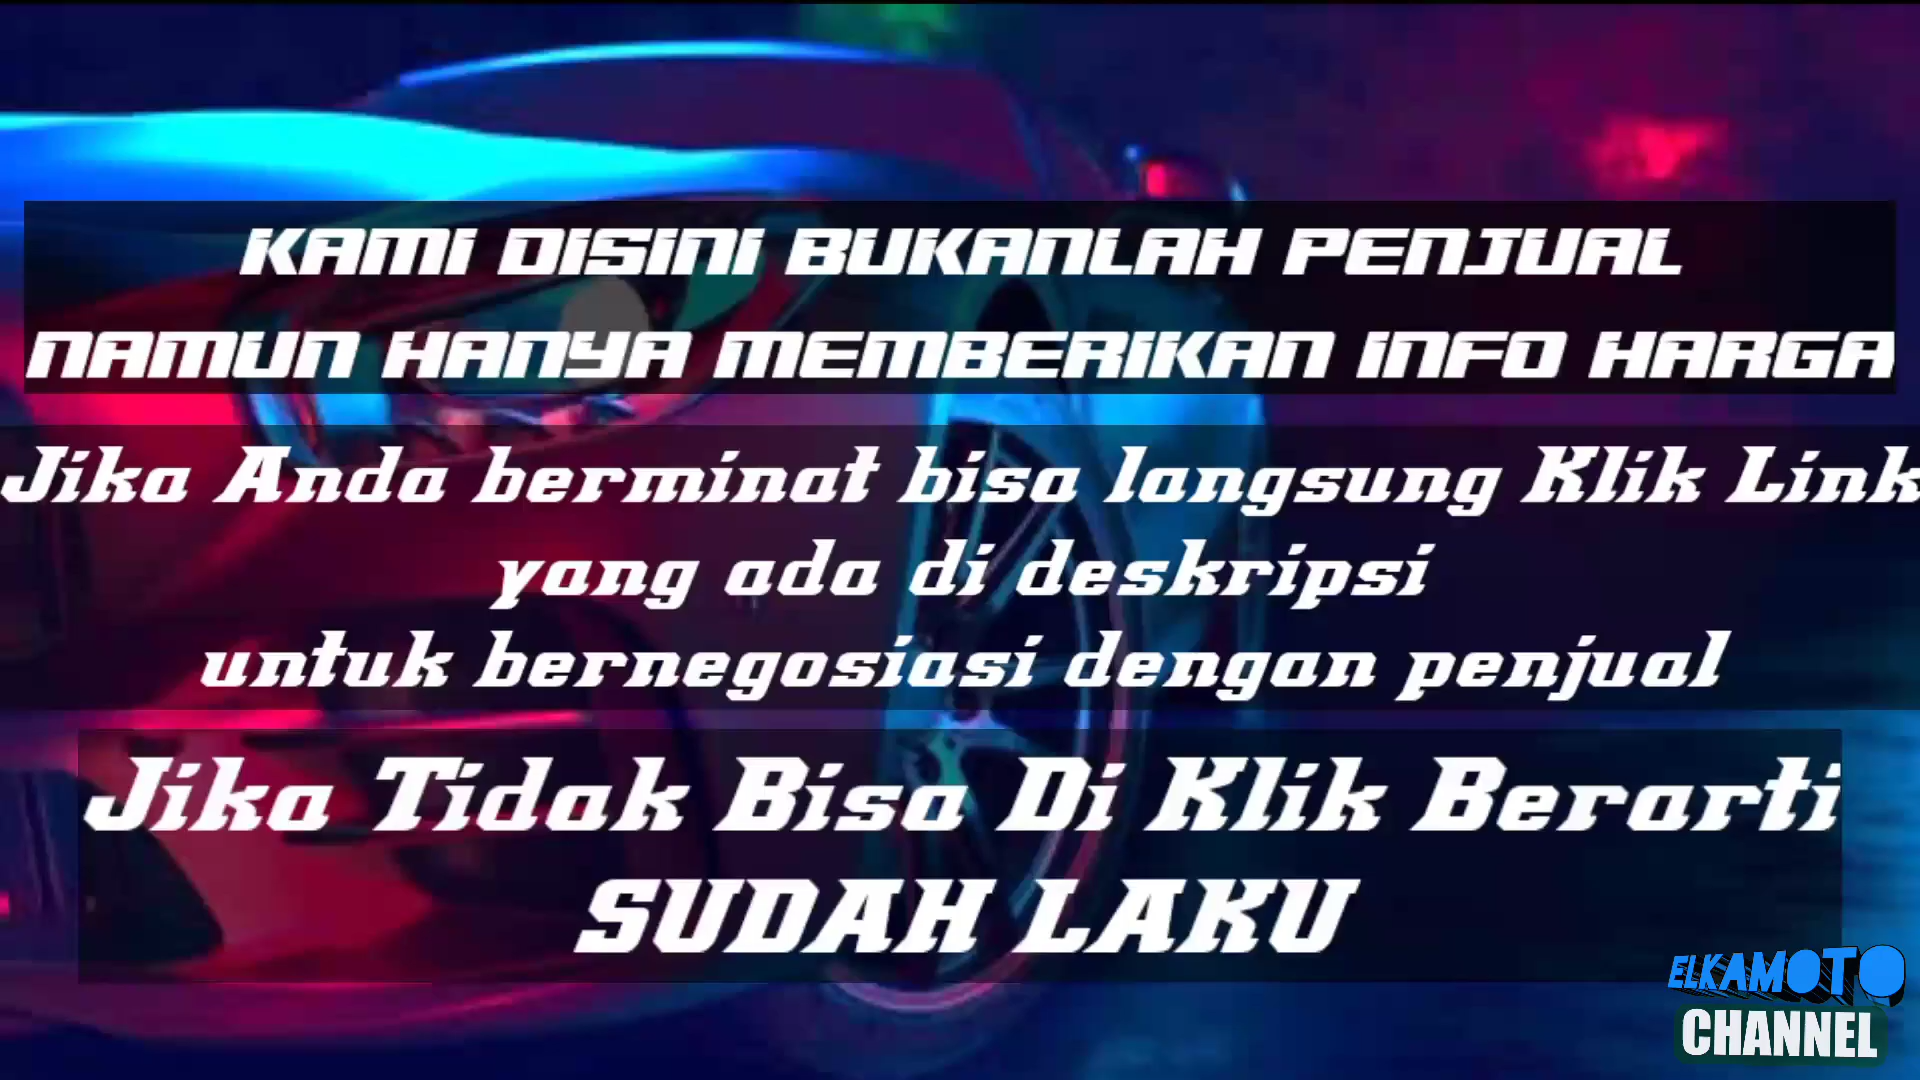 KAMI DISINI BUKANLAH PENJUAL
NAMUN HANYA MEMBERIKAN INFO HARGA
Jika Anda berminat bisa langsung Klik Link
yang ada di deskripsi
untuk bernegosiasi dengan penjual
Jika Tidak Bisa Di Klik Berarti
SUDAH LAKU
ELKAMOTO
CHANNEL